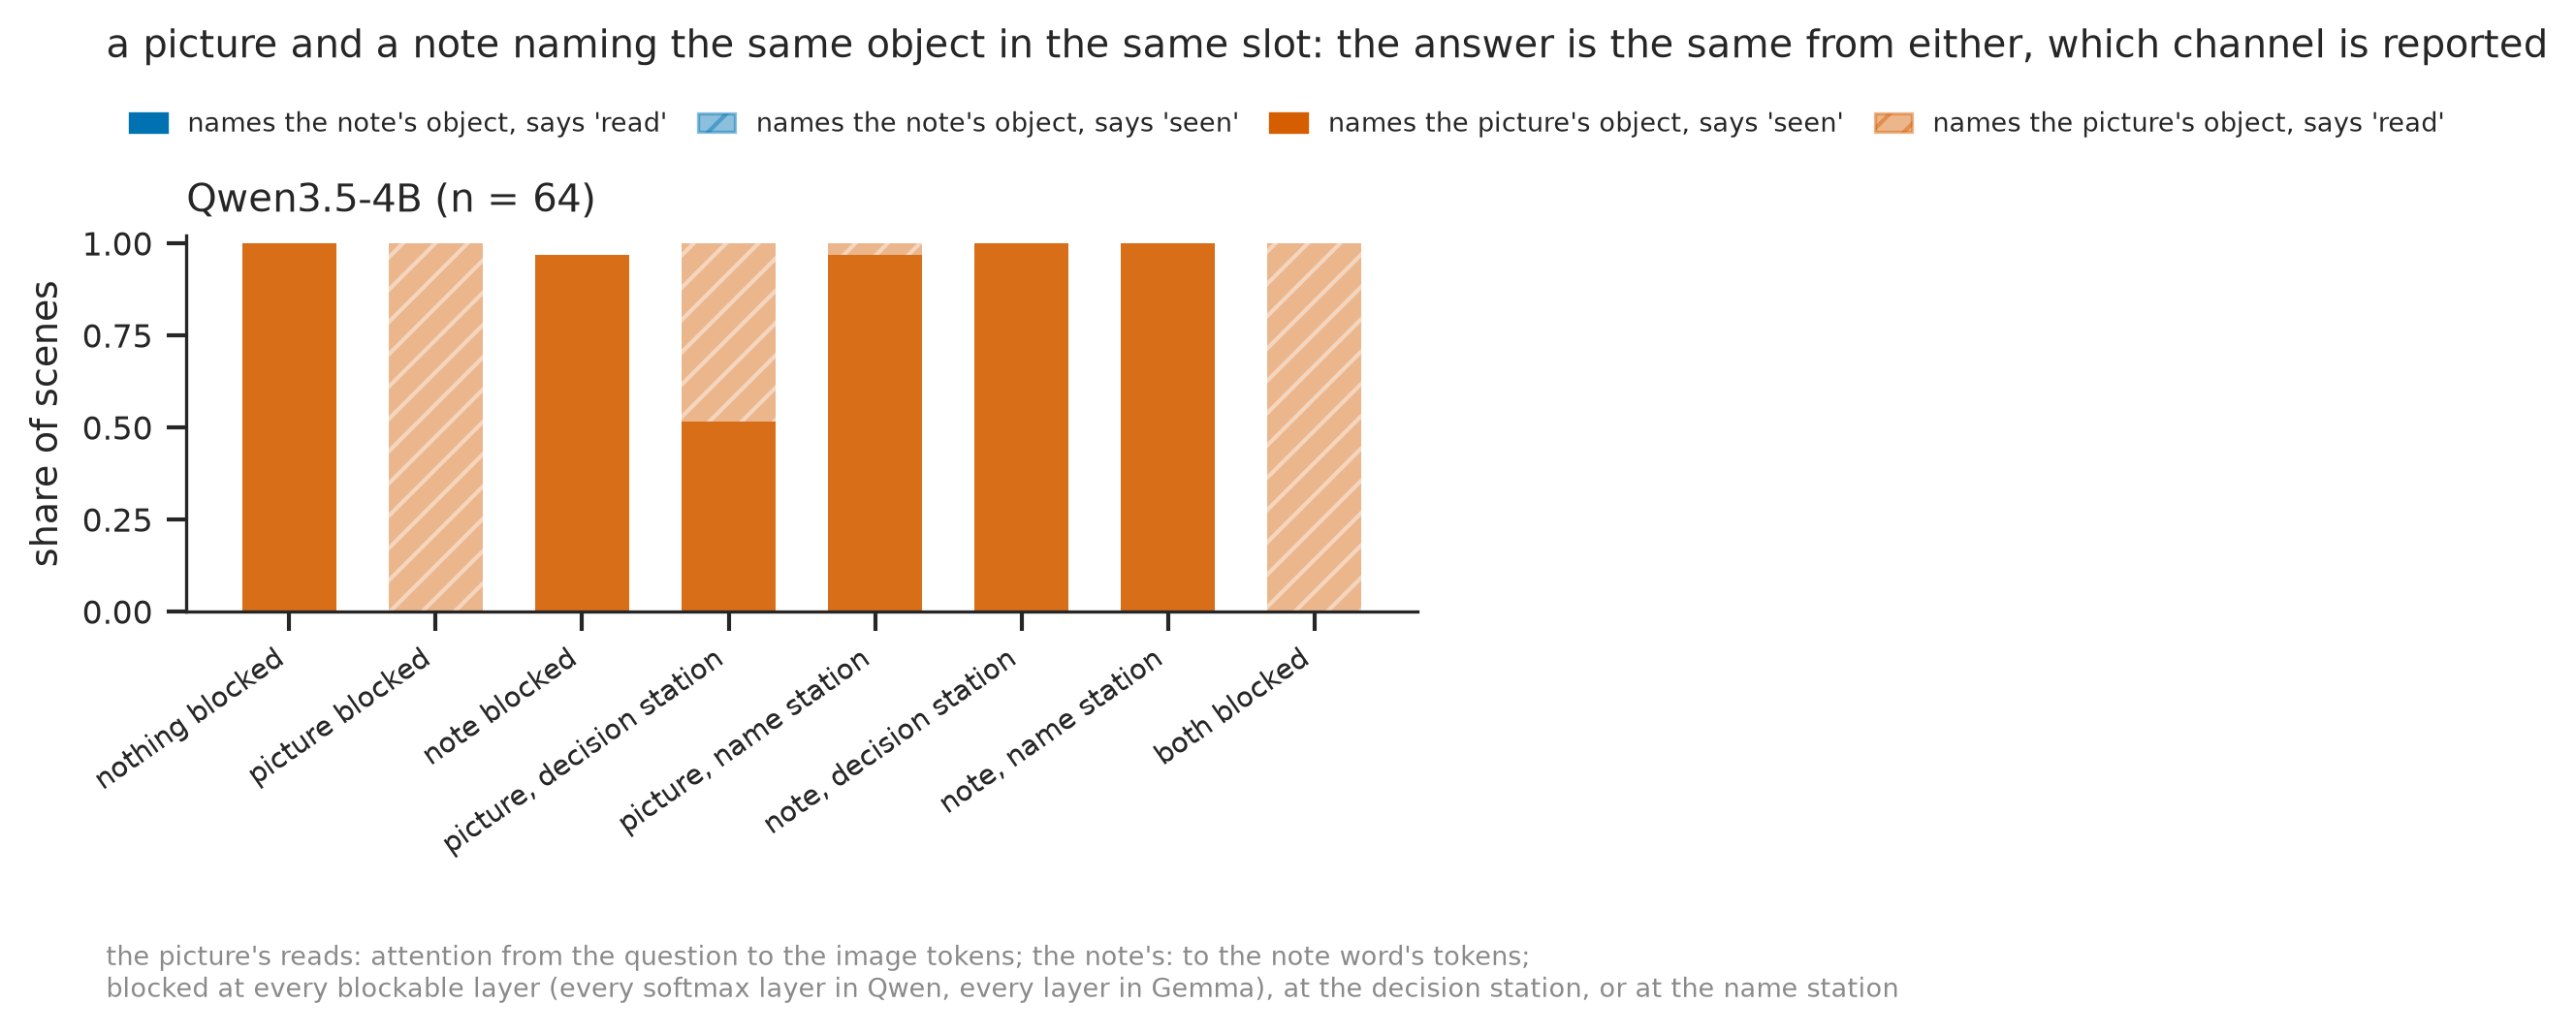 a picture and a note naming the same object in the same slot: the answer is the same from either, which channel is reported
names the note's object, says 'read'
names the note's object, says 'seen'
names the picture's object, says 'seen'
names the picture's object, says 'read'
Qwen3.5-4B (n = 64)
share of scenes
1.00
0.75
0.50
0.25
0.00
nothing blocked
picture blocked
note blocked
picture, decision station
picture, name station
note, decision station
note, name station
both blocked
the picture's reads: attention from the question to the image tokens; the note's: to the note word's tokens;
blocked at every blockable layer (every softmax layer in Qwen, every layer in Gemma), at the decision station, or at the name station